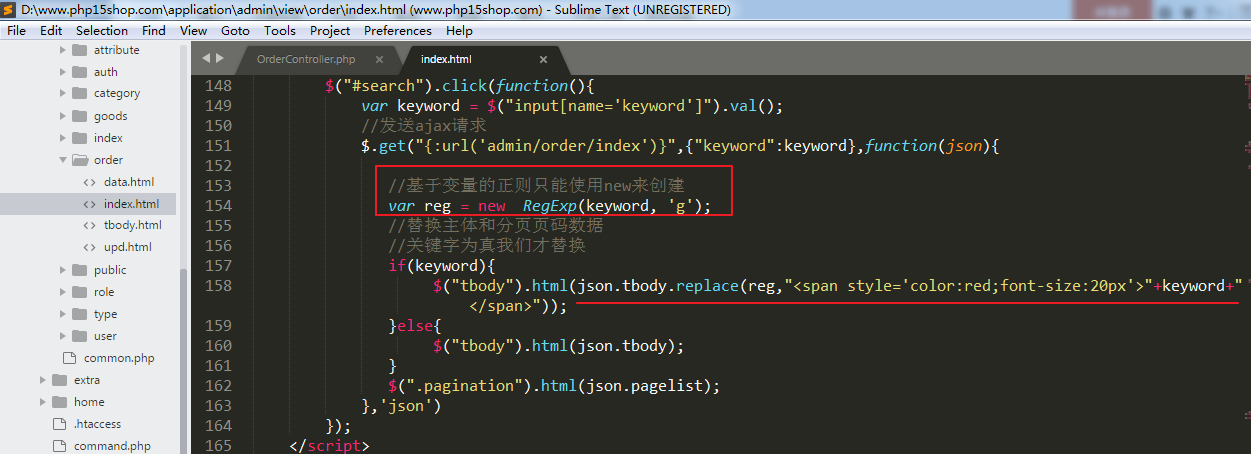 D:\www.php15shop.com\application\admin\view\order\index.html (www.php15shop.com) - Sublime Text (UNREGISTERED)
File Edit Selection Find View Goto Tools Project Preferences Help
attribute
auth
category
goods
index
order
data.html
index.html
tbody.html
upd.html
public
role
type
user
common.php
extra
home
.htaccess
command.php
OrderController.php × index.html ×
148 $("#search").click(function(){
149 var keyword = $("input[name='keyword']").val();
150 //发送ajax请求
151 $.get("{:url('admin/order/index')}",{"keyword":keyword},function(json){
152
153 //基于变量的正则只能使用new来创建
154 var reg = new  RegExp(keyword, 'g');
155 //替换主体和分页页码数据
156 //关键字为真我们才替换
157 if(keyword){
158 $("tbody").html(json.tbody.replace(reg,"<span style='color:red;font-size:20px'>"+keyword+"
</span>"));
159 }else{
160 $("tbody").html(json.tbody);
161 }
162 $(".pagination").html(json.pagelist);
163 },'json')
164 });
165 </script>